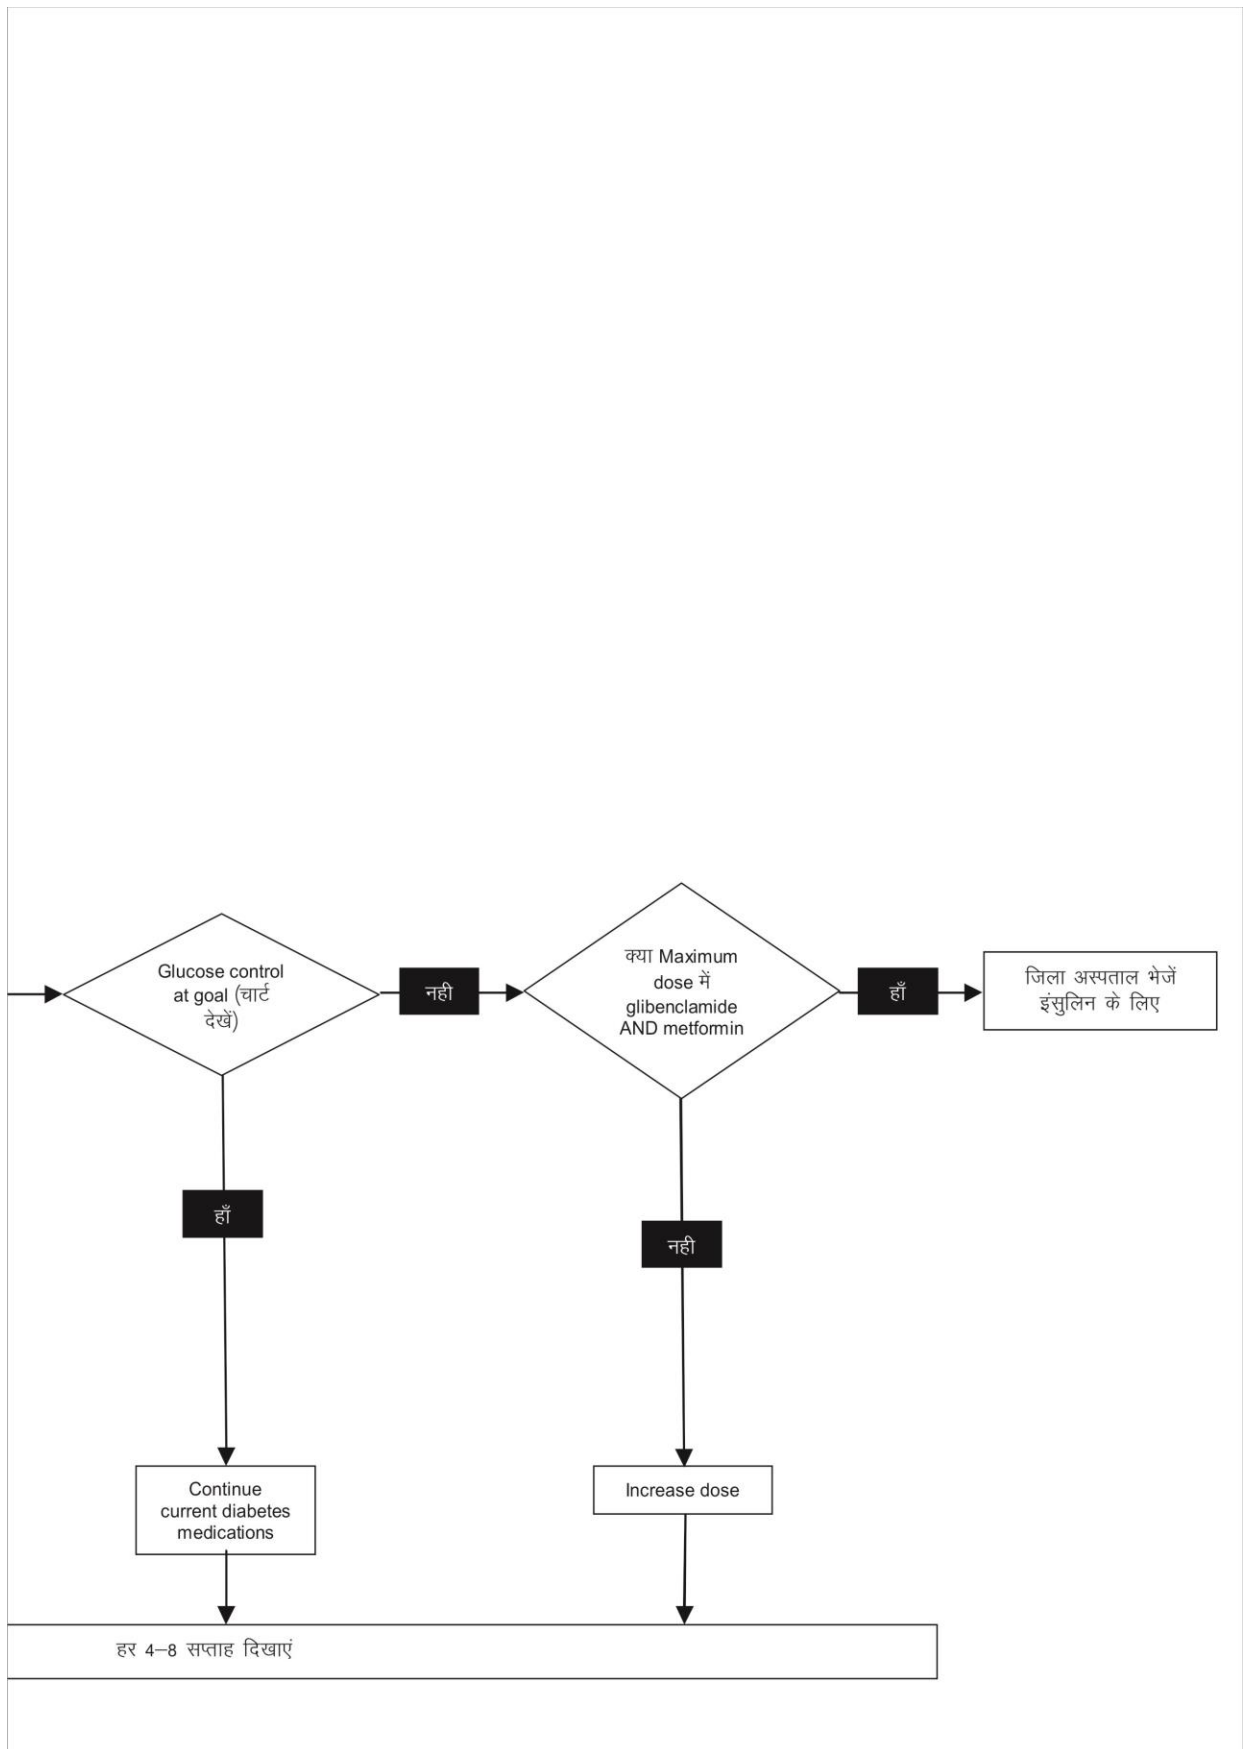 Glucose control
at goal (चार्ट
देखें)
नही
क्या Maximum
dose में
glibenclamide
AND metformin
हाँ
जिला अस्पताल भेजें
इंसुलिन के लिए
हाँ
नही
Continue
current diabetes
medications
Increase dose
हर 4–8 सप्ताह दिखाएं